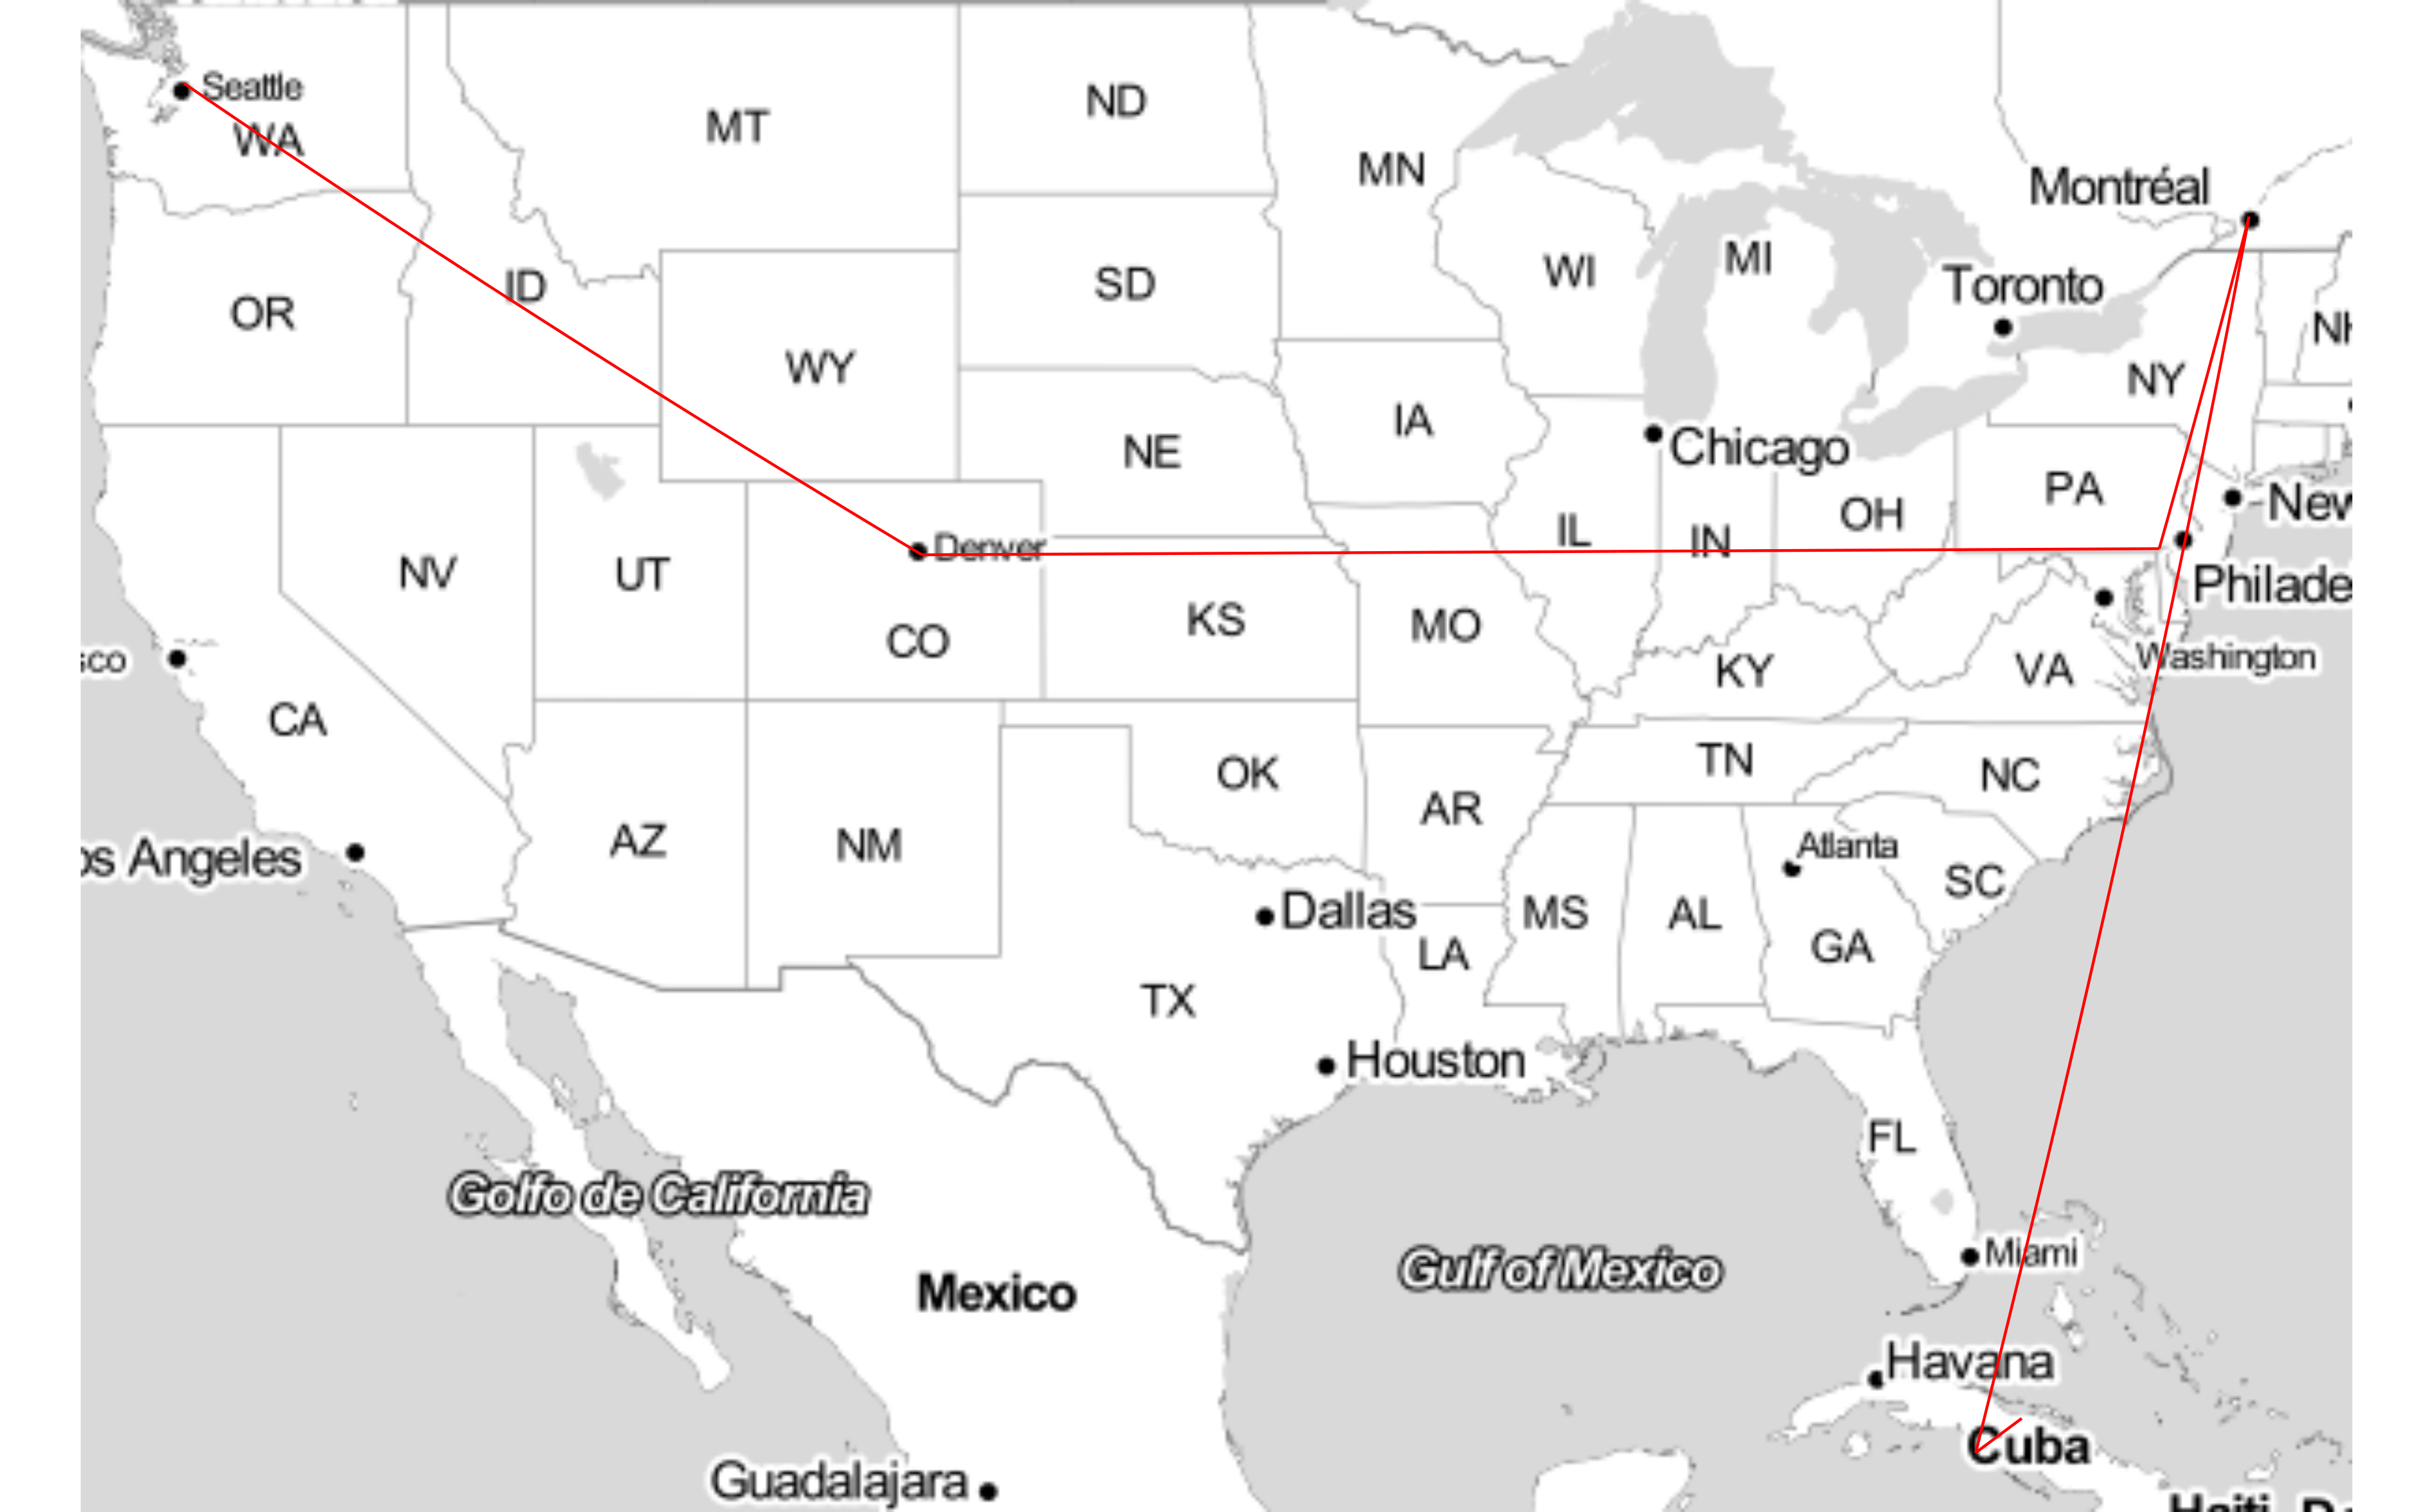 Seattle
WA
MT
ND
MN
Montréal
OR
ID
SD
WI
MI
Toronto
WY
NY
NE
IA
Chicago
PA
OH
New
NV
UT
Denver
IL
IN
CO
KS
MO
Philade
sco
CA
KY
VA
Washington
OK
TN
NC
AZ
NM
AR
Atlanta
os Angeles
Dallas
MS
AL
SC
LA
GA
TX
Houston
FL
Golfo de California
Gulf of Mexico
Miami
Mexico
Havana
Cuba
Guadalajara